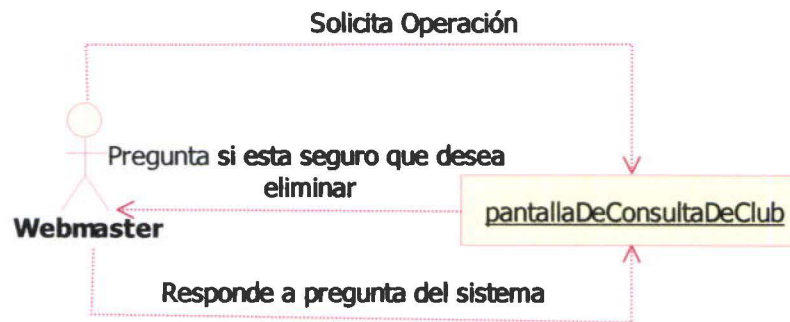 Solicita Operación
Pregunta si esta seguro que desea
eliminar
pantallaDeConsultaDeClub
Webmaster
Responde a pregunta del sistema